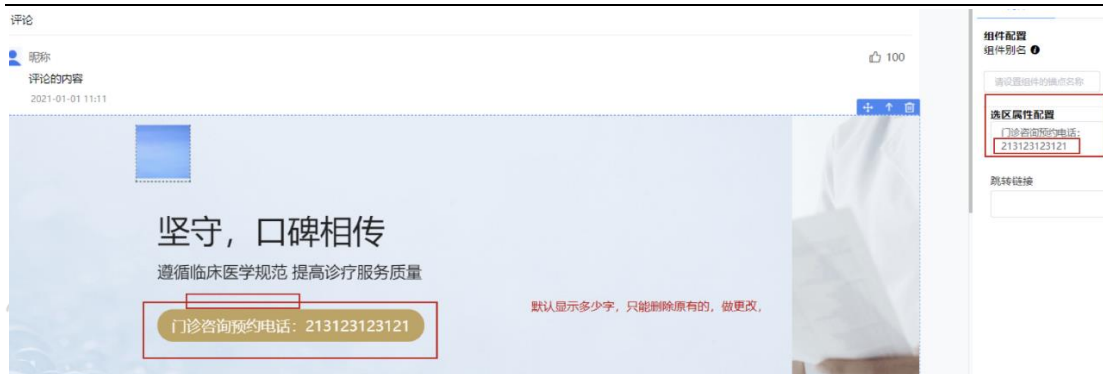 评论
昵称
100
评论的内容
2021-01-01 11:11
坚守，口碑相传
遵循临床医学规范 提高诊疗服务质量
门诊咨询预约电话：213123123121
默认显示多少字，只能删除原有的，做更改，
组件配置
组件别名
请设置组件的锚点名称
选区属性配置
门诊咨询预约电话：
213123123121
跳转链接